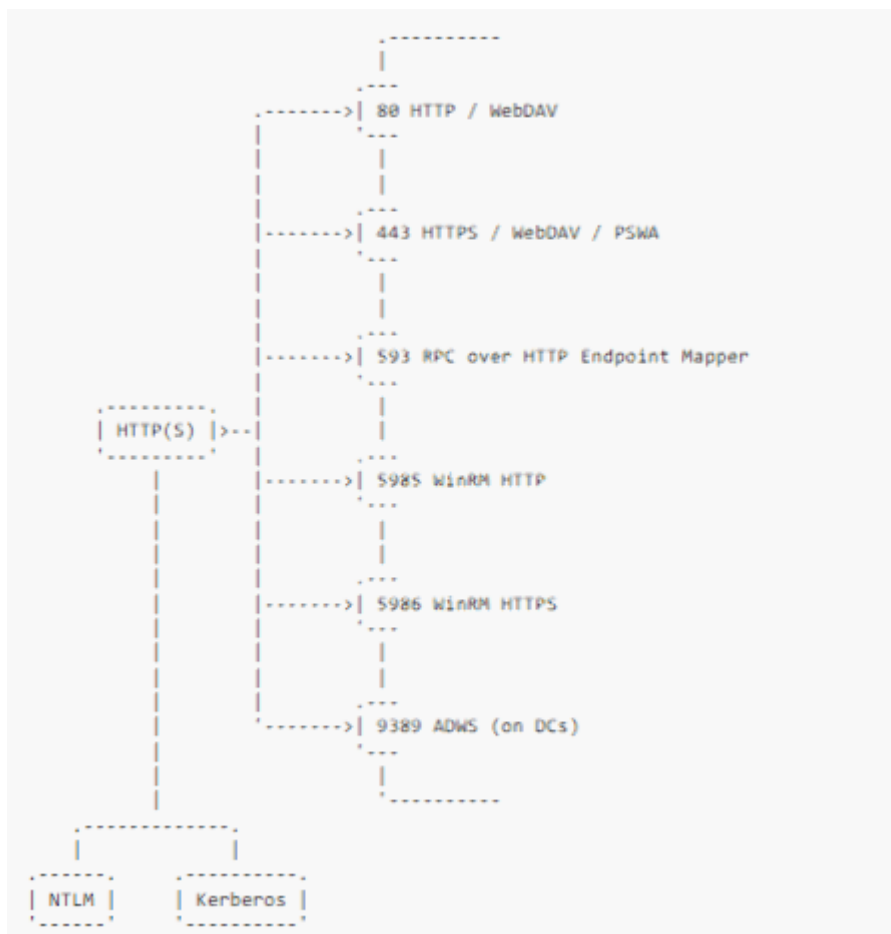 80 HTTP / WebDAV
443 HTTPS / WebDAV / PSWA
593 RPC over HTTP Endpoint Mapper
HTTP(S)
5985 WinRM HTTP
5986 WinRM HTTPS
9389 ADWS (on DCs)
NTLM
Kerberos